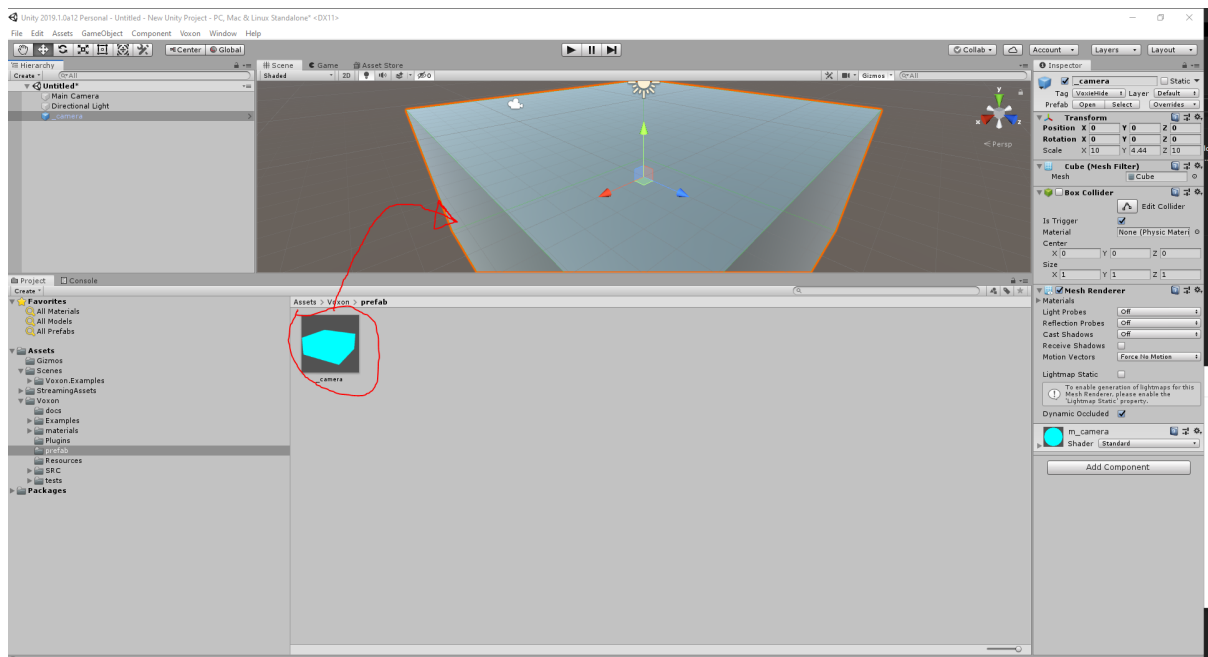 Unity 2019.1.0a12 Personal - Untitled - New Unity Project - PC, Mac & Linux Standalone* <DX11>
File Edit Assets GameObject Component Voxon Window Help
Center Global Collab Account Layers Layout
Hierarchy
Create All
Untitled*
Main Camera
Directional Light
_camera
Scene Game Asset Store
Shaded 2D 0 Gizmos All
y
x z
Persp
Project Console
Create
Favorites
All Materials
All Models
All Prefabs
Assets
Gizmos
Scenes
Voxon.Examples
StreamingAssets
Voxon
docs
Examples
materials
Plugins
prefab
Resources
SRC
tests
Packages
Assets > Voxon > prefab
_camera
Inspector
_camera Static
Tag VoxieHide Layer Default
Prefab Open Select Overrides
Transform
Position X 0 Y 0 Z 0
Rotation X 0 Y 0 Z 0
Scale X 10 Y 4.44 Z 10
Cube (Mesh Filter)
Mesh Cube
Box Collider
Edit Collider
Is Trigger
Material None (Physic Materi
Center
X 0 Y 0 Z 0
Size
X 1 Y 1 Z 1
Mesh Renderer
Materials
Light Probes Off
Reflection Probes Off
Cast Shadows Off
Receive Shadows
Motion Vectors Force No Motion
Lightmap Static
To enable generation of lightmaps for this
Mesh Renderer, please enable the
'Lightmap Static' property.
Dynamic Occluded
m_camera
Shader Standard
Add Component